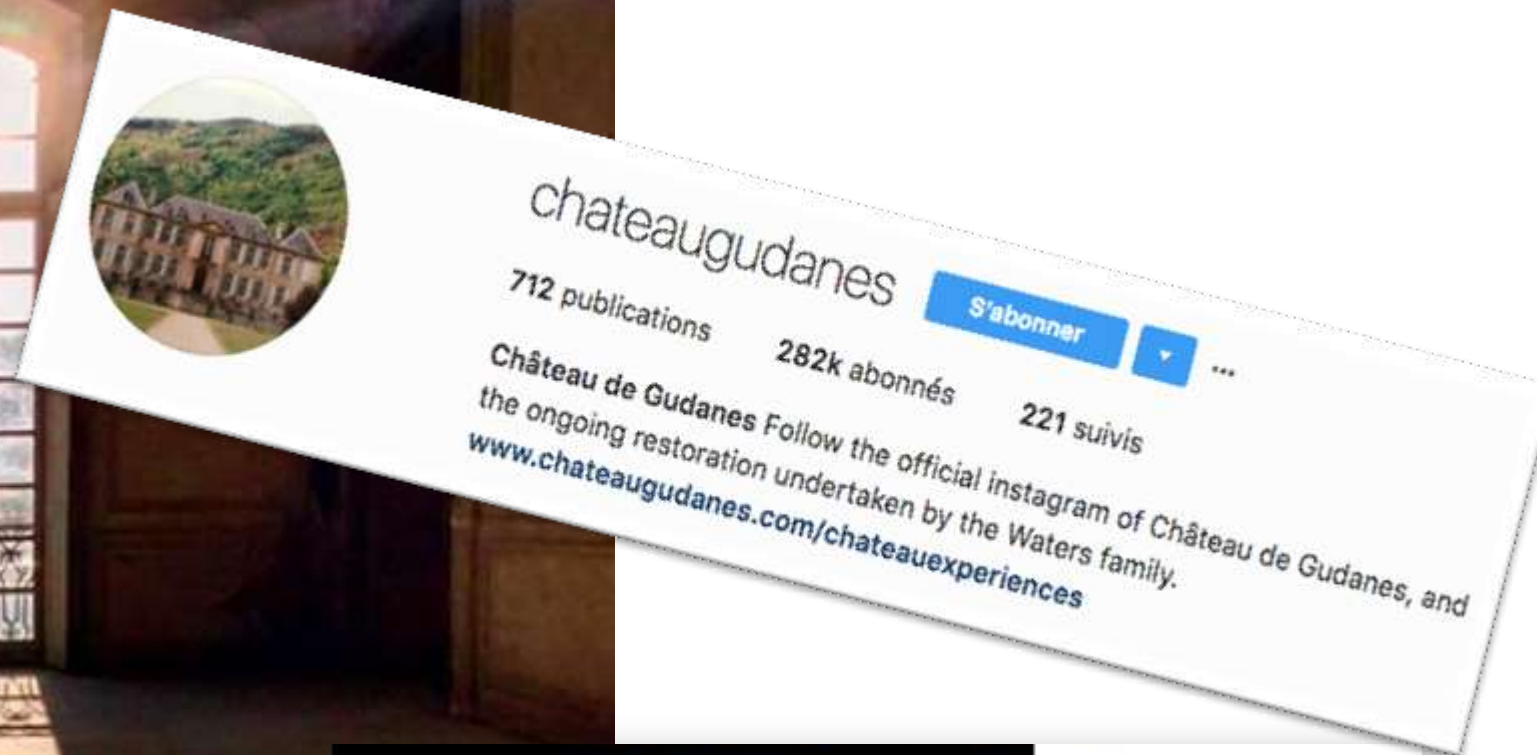 chateaugudanes S'abonner ...
712 publications 282k abonnés 221 suivis
Château de Gudanes Follow the official instagram of Château de Gudanes, and
the ongoing restoration undertaken by the Waters family.
www.chateaugudanes.com/chateauexperiences